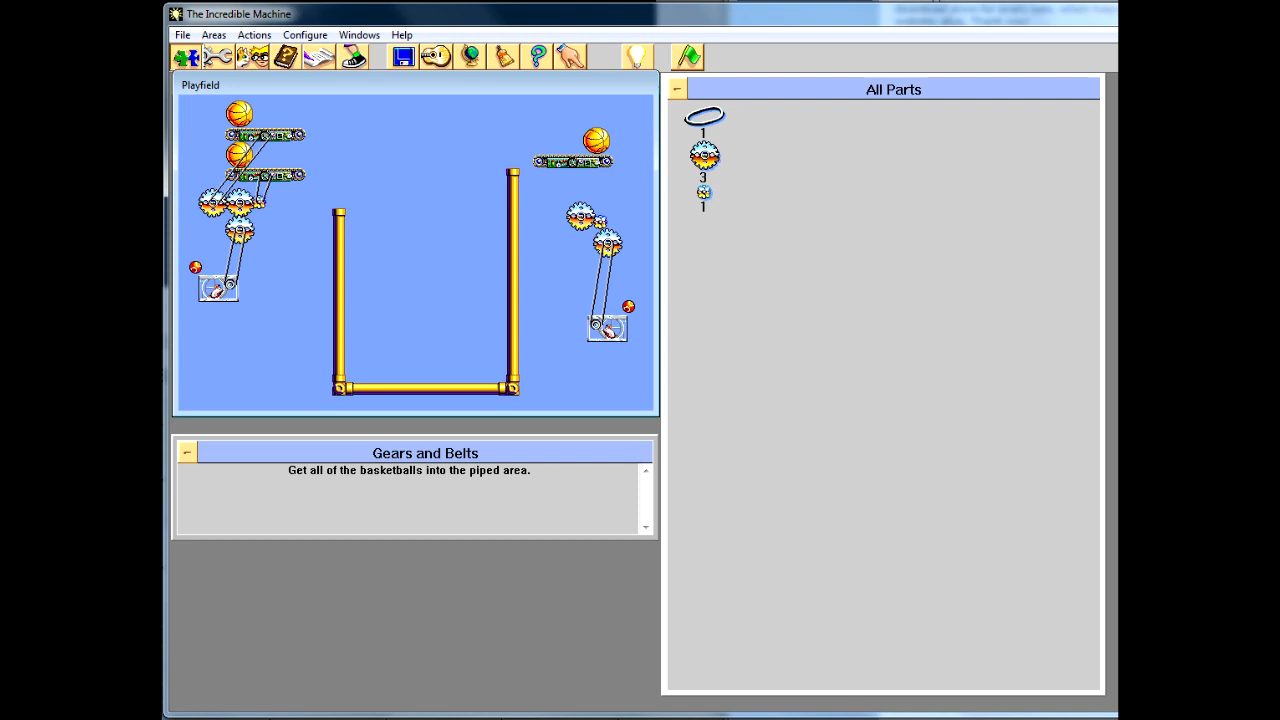 The Incredible Machine
File Areas Actions Configure Windows Help
Playfield
All Parts
1
3
1
Gears and Belts
Get all of the basketballs into the piped area.